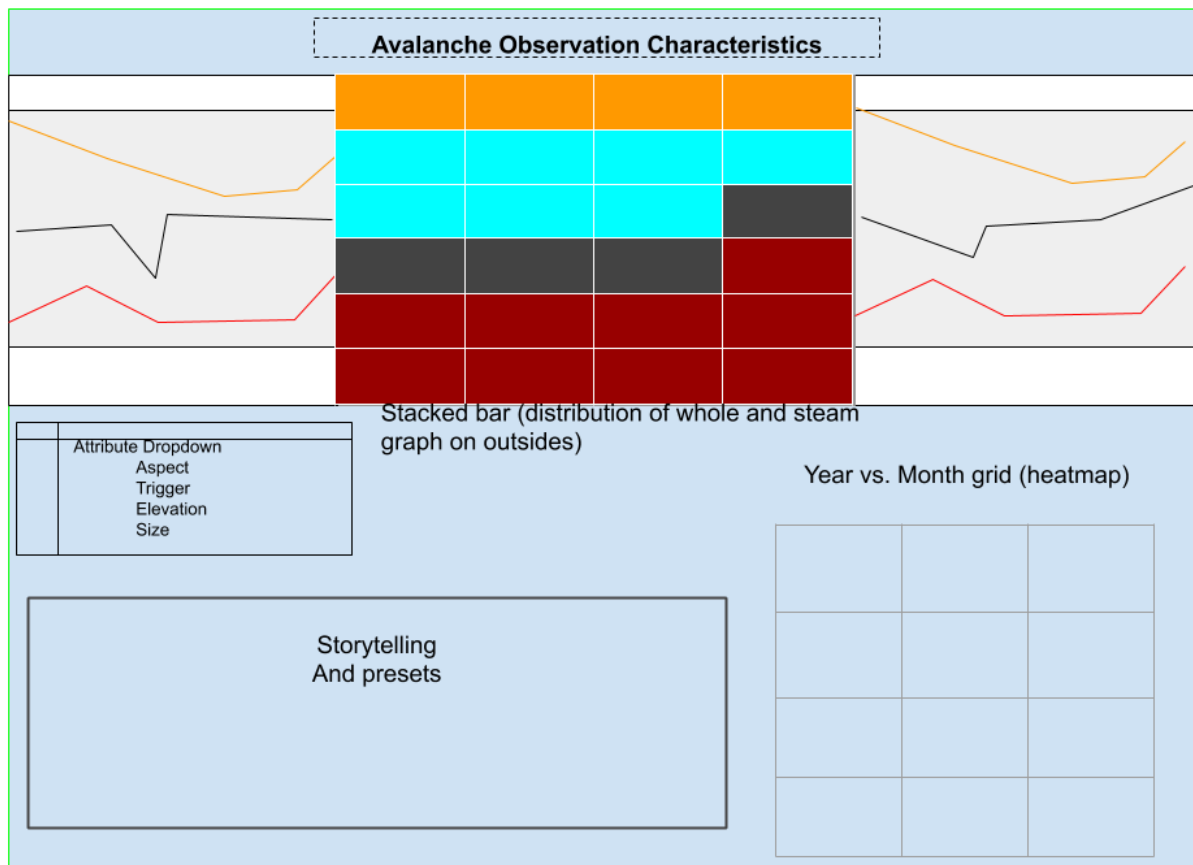 Avalanche Observation Characteristics
Stacked bar (distribution of whole and steam
graph on outsides)
Attribute Dropdown
Aspect
Trigger
Elevation
Size
Year vs. Month grid (heatmap)
Storytelling
And presets